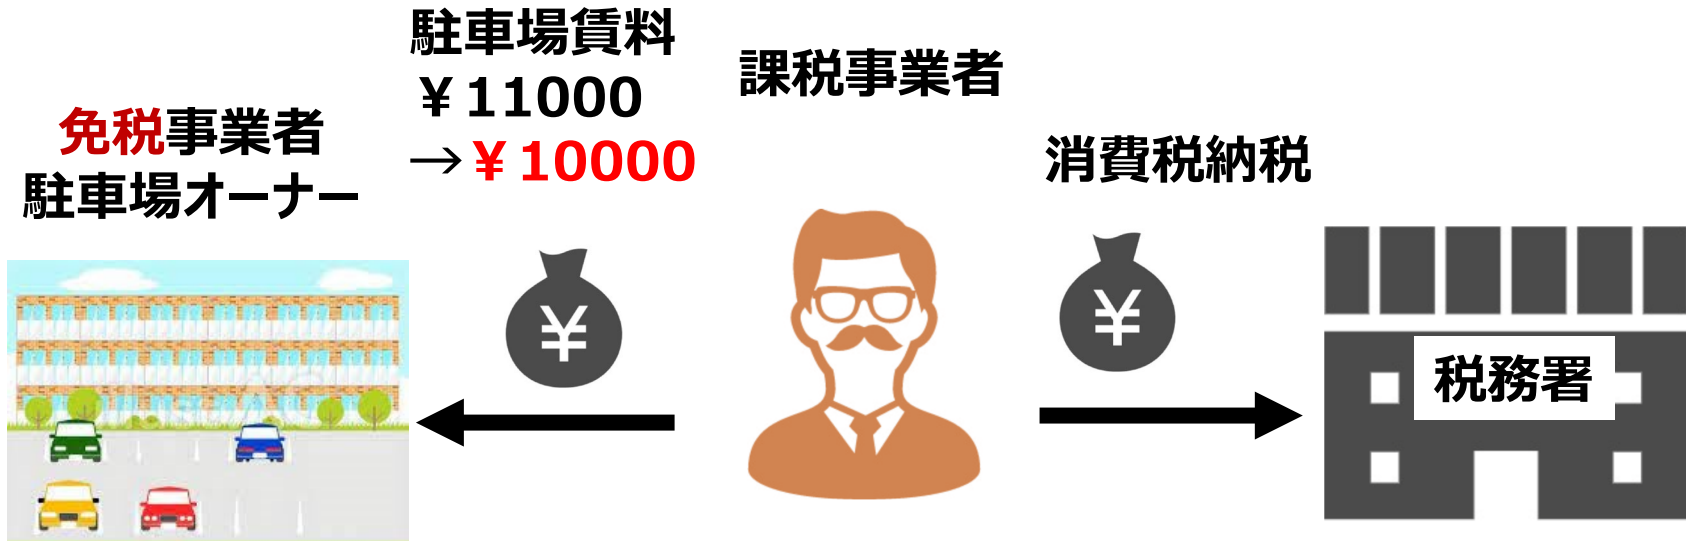 免税事業者
駐車場オーナー
駐車場賃料
￥11000
→￥10000
￥
課税事業者
消費税納税
￥
税務署